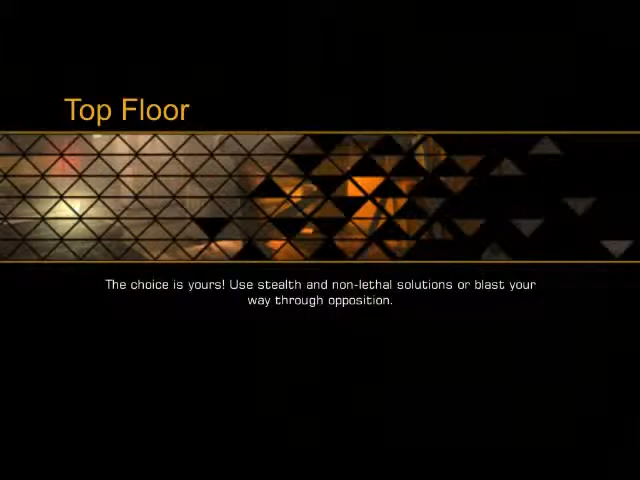 Top Floor
The choice is yours! Use stealth and non-lethal solutions or blast your
way through opposition.